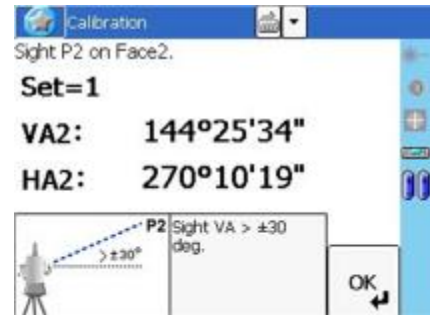 Calibration
Sight P2 on Face2.
Set=1
VA2: 144°25'34"
HA2: 270°10'19"
P2
>±30°
Sight VA > ±30
deg.
OK